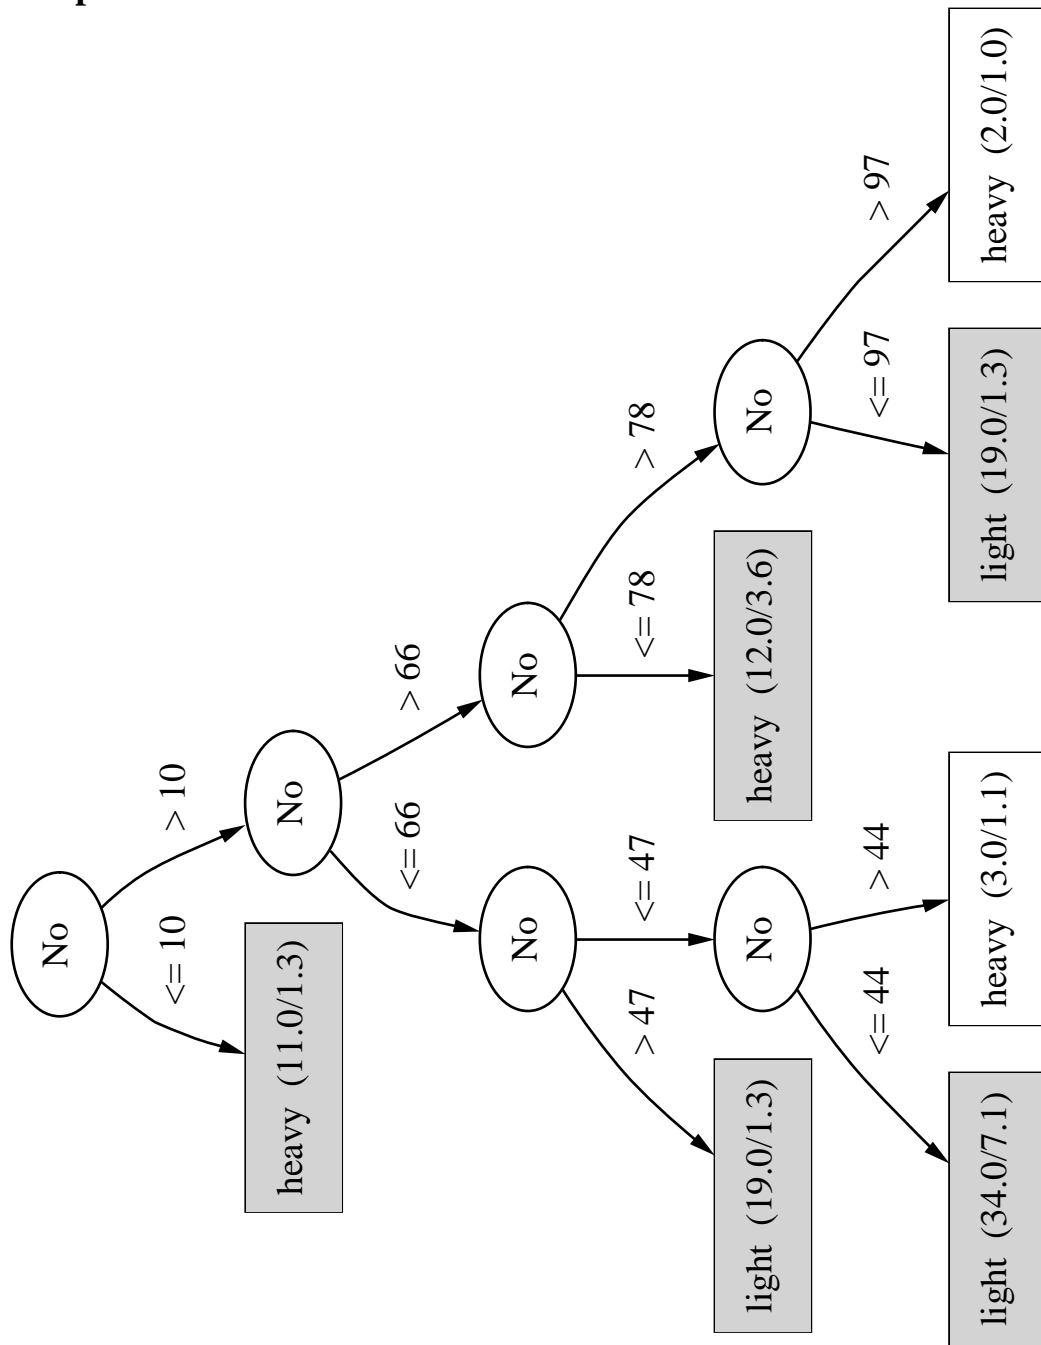 No
<= 10
> 10
heavy (11.0/1.3)
No
<= 66
> 66
No
No
> 47
<= 47
<= 78
> 78
light (19.0/1.3)
No
heavy (12.0/3.6)
No
<= 44
> 44
<= 97
> 97
light (34.0/7.1)
heavy (3.0/1.1)
light (19.0/1.3)
heavy (2.0/1.0)